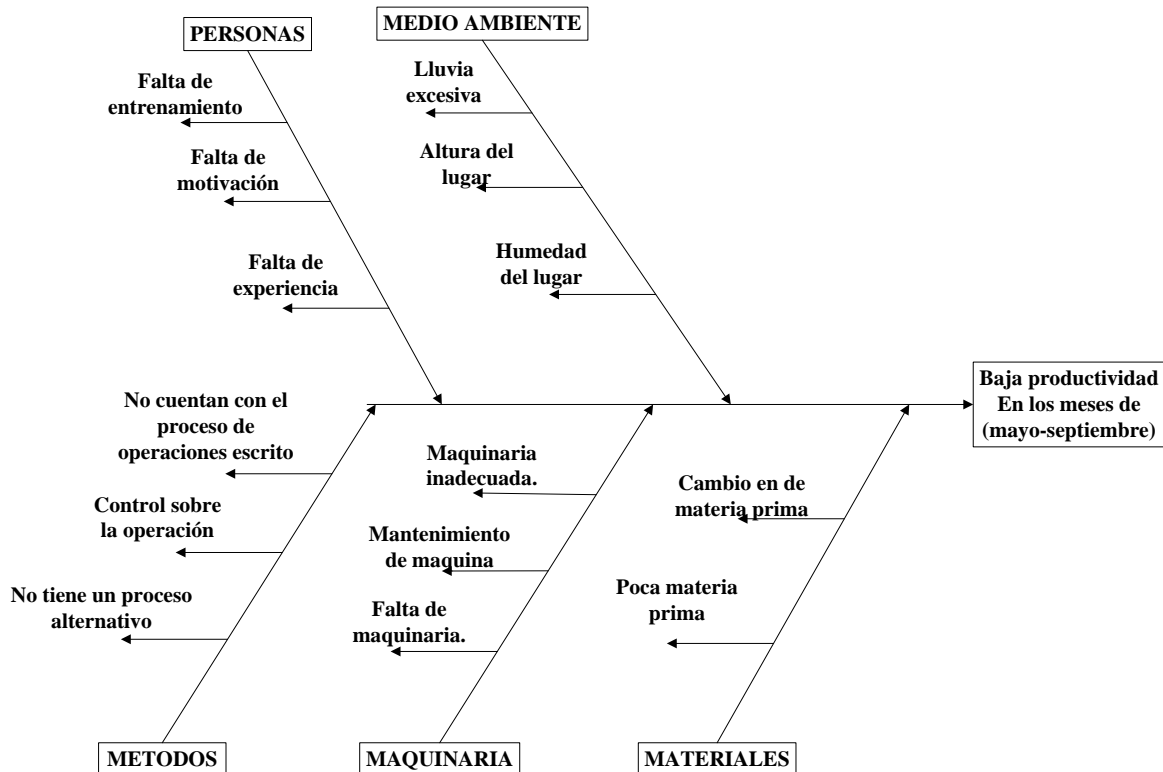 PERSONAS
MEDIO AMBIENTE
Falta de
entrenamiento
Falta de
motivación
Falta de
experiencia
Lluvia
excesiva
Altura del
lugar
Humedad
del lugar
Baja productividad
En los meses de
(mayo-septiembre)
No cuentan con el
proceso de
operaciones escrito
Control sobre
la operación
No tiene un proceso
alternativo
Maquinaria
inadecuada.
Mantenimiento
de maquina
Falta de
maquinaria.
Cambio en de
materia prima
Poca materia
prima
METODOS
MAQUINARIA
MATERIALES